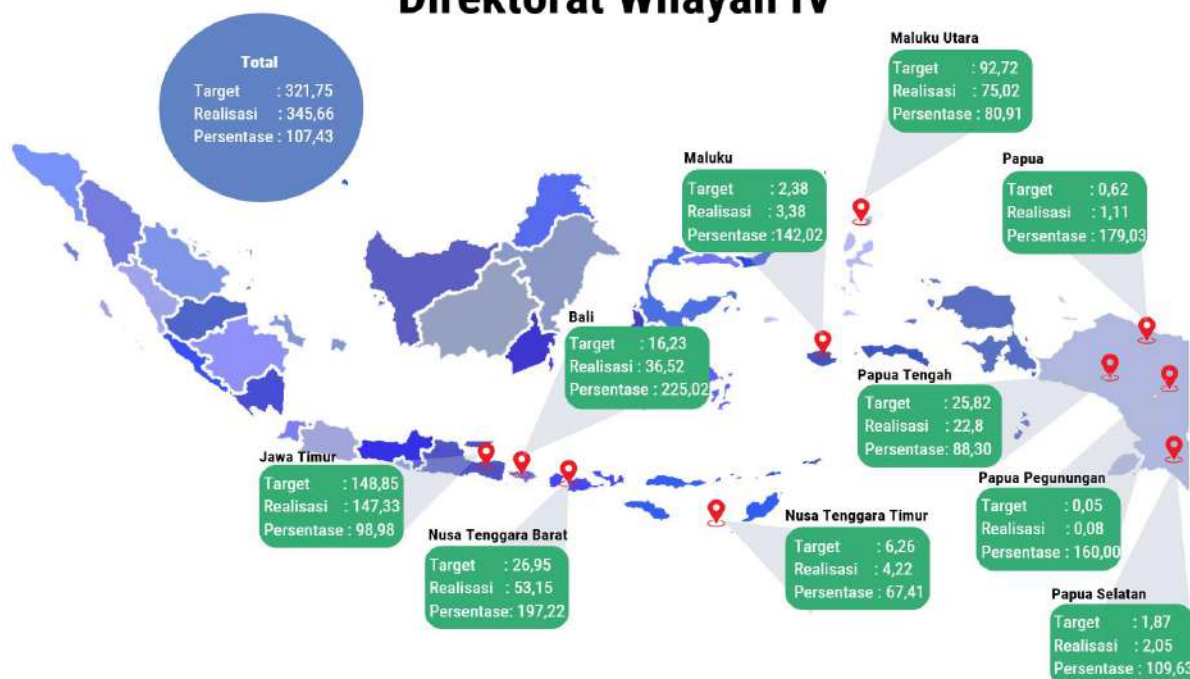 Direktorat Wilayah IV
Total
Target : 321,75
Realisasi : 345,66
Persentase : 107,43
Maluku Utara
Target : 92,72
Realisasi : 75,02
Persentase : 80,91
Maluku
Target : 2,38
Realisasi : 3,38
Persentase :142,02
Papua
Target : 0,62
Realisasi : 1,11
Persentase : 179,03
Bali
Target : 16,23
Realisasi : 36,52
Persentase : 225,02
Papua Tengah
Target : 25,82
Realisasi : 22,8
Persentase: 88,30
Jawa Timur
Target : 148,85
Realisasi : 147,33
Persentase : 98,98
Nusa Tenggara Barat
Target : 26,95
Realisasi : 53,15
Persentase: 197,22
Nusa Tenggara Timur
Target : 6,26
Realisasi : 4,22
Persentase : 67,41
Papua Pegunungan
Target : 0,05
Realisasi : 0,08
Persentase : 160,00
Papua Selatan
Target : 1,87
Realisasi : 2,05
Persentase : 109,63